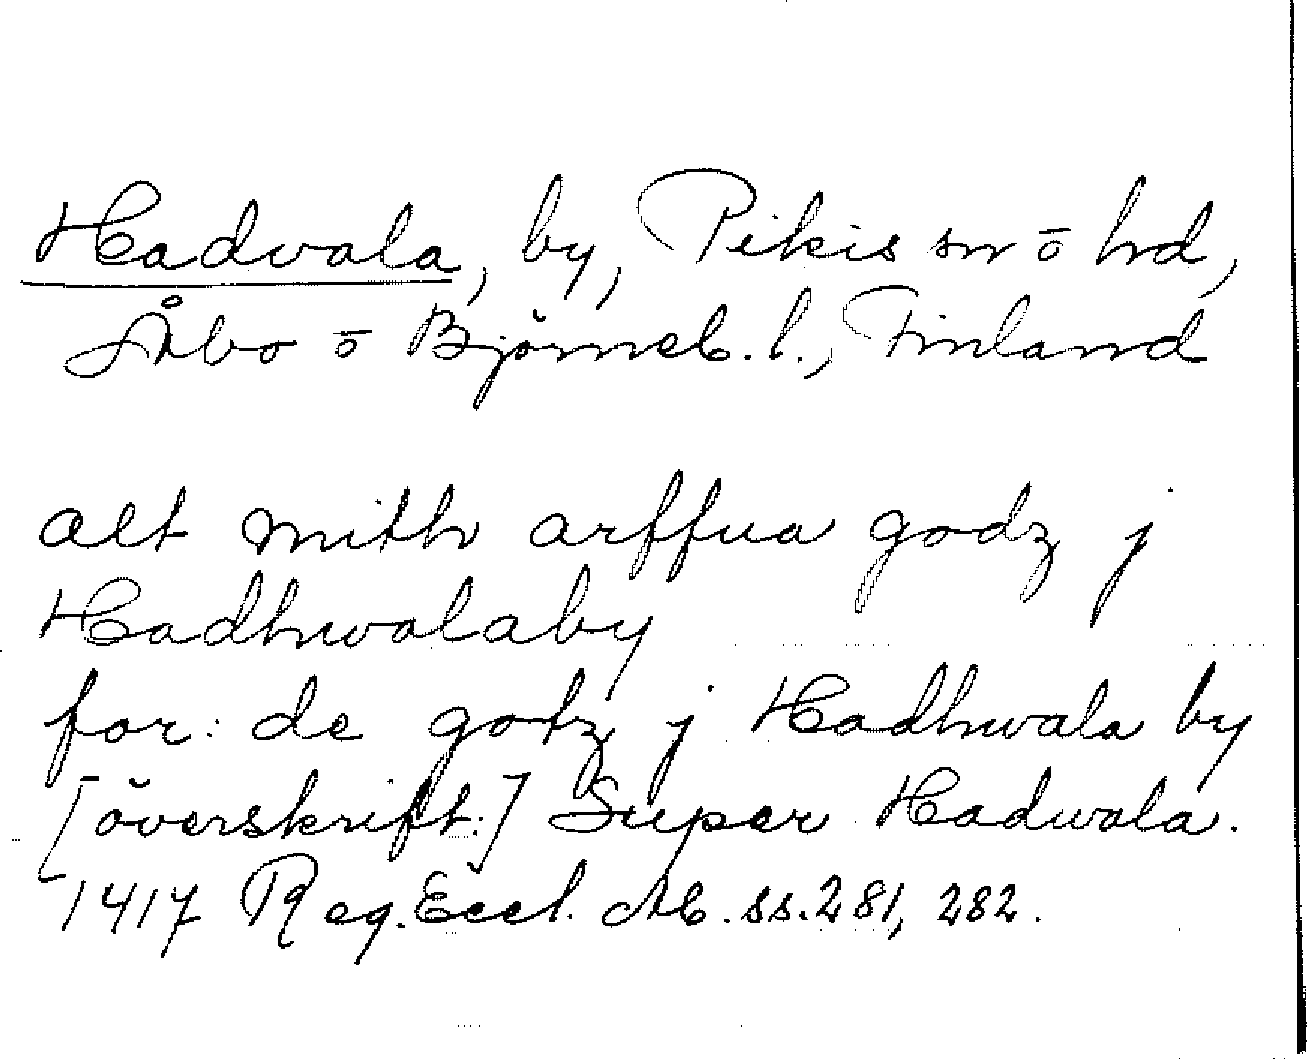 Hadvala, by, Pikis sn ō hd,
Åbo ō Björneb. l., Finland
alt mith arffua godz j
Hadhwalaby
for: de godz j Hadhwala by
[överskrift:] Super Hadwala.
1417 Reg. Eccl. Ab. ss. 281, 282.